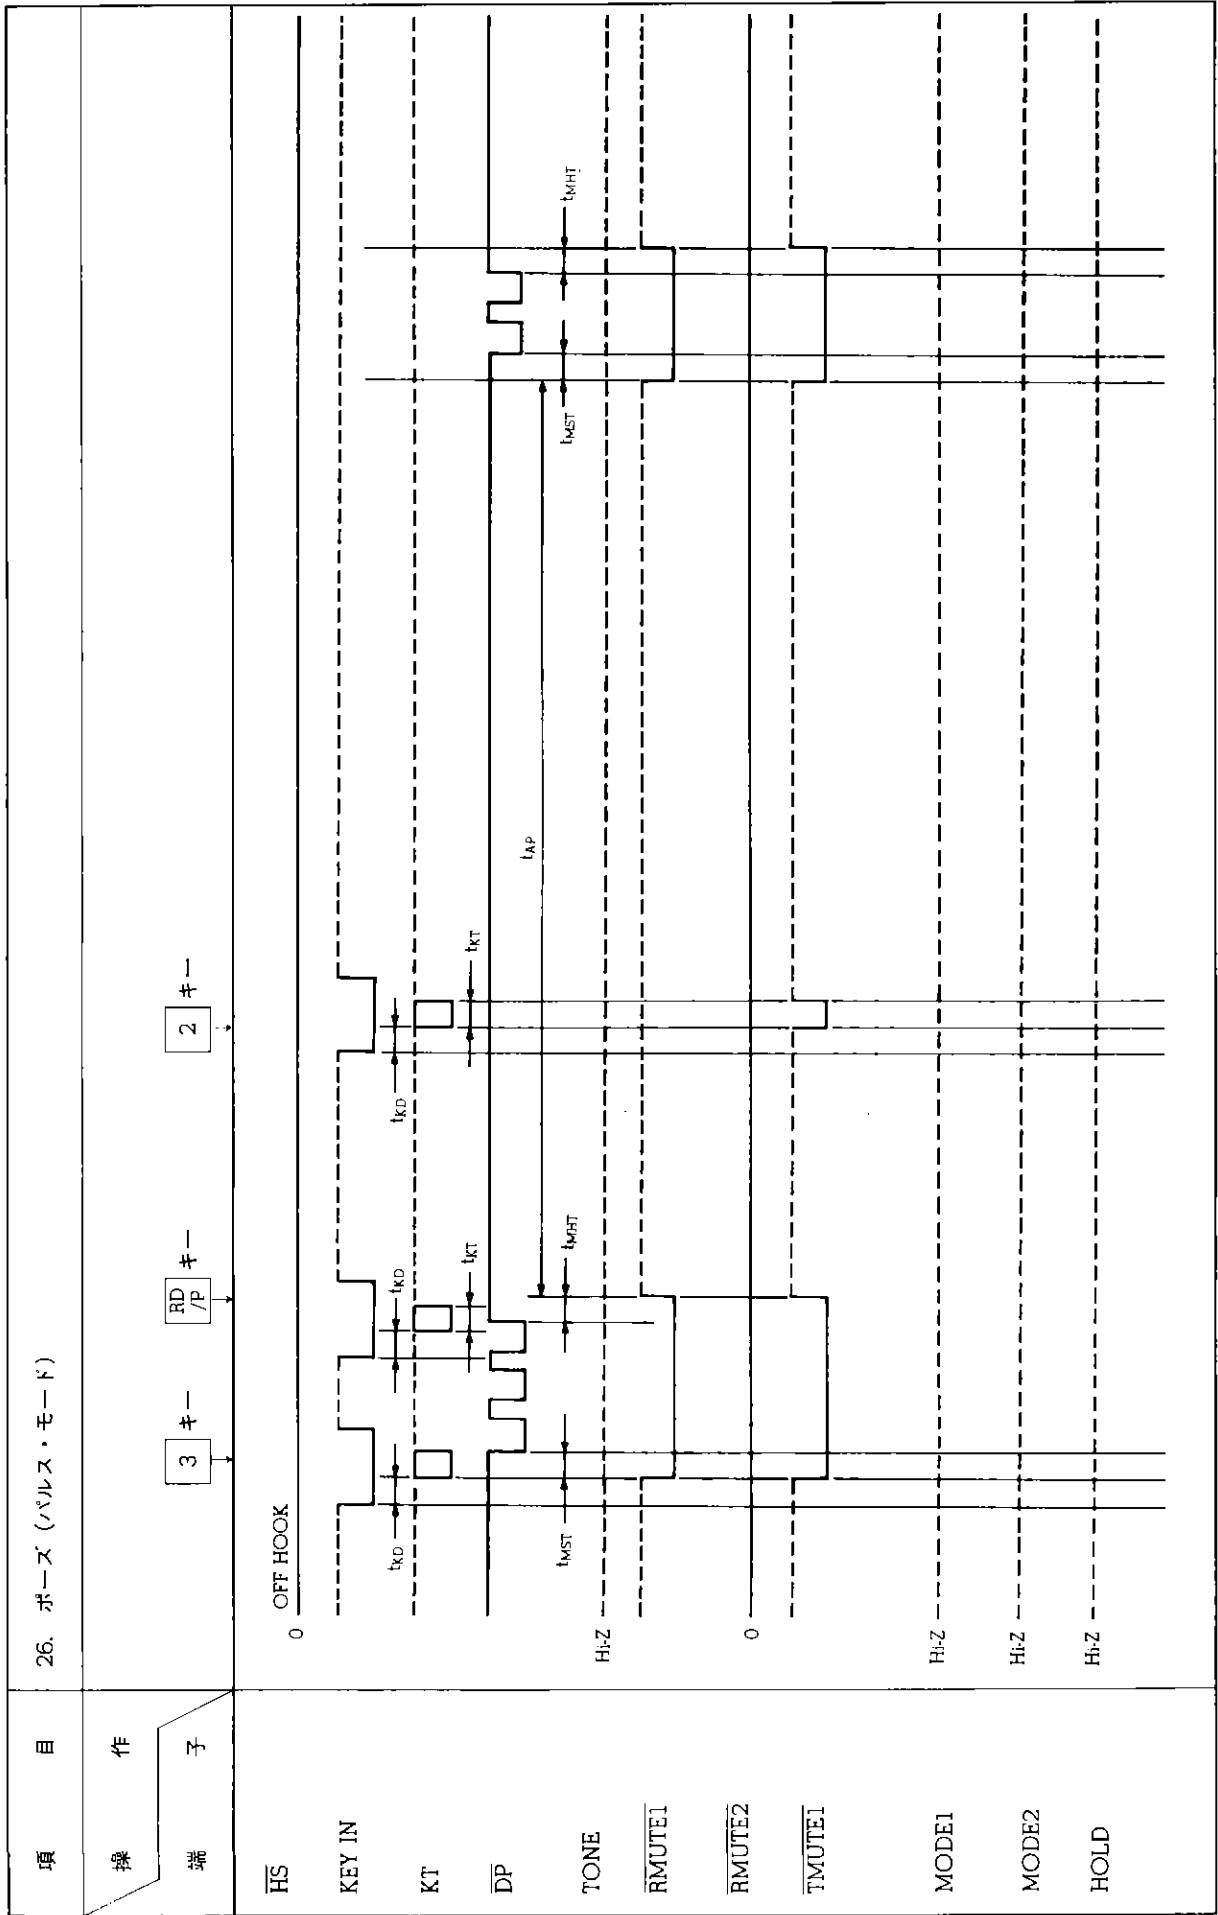 項 目 26. ポーズ (パルス・モード)
操 作
端 子
3 キー
RD
/P キー
2 キー
HS 0 OFF HOOK
KEY IN
tKD tKD tKD
KT
tKT tKT
DP
tAP
tMST tMHT tMST tMHT
TONE Hi-Z
RMUTE1
RMUTE2 0
TMUTE1
MODE1 Hi-Z
MODE2 Hi-Z
HOLD Hi-Z